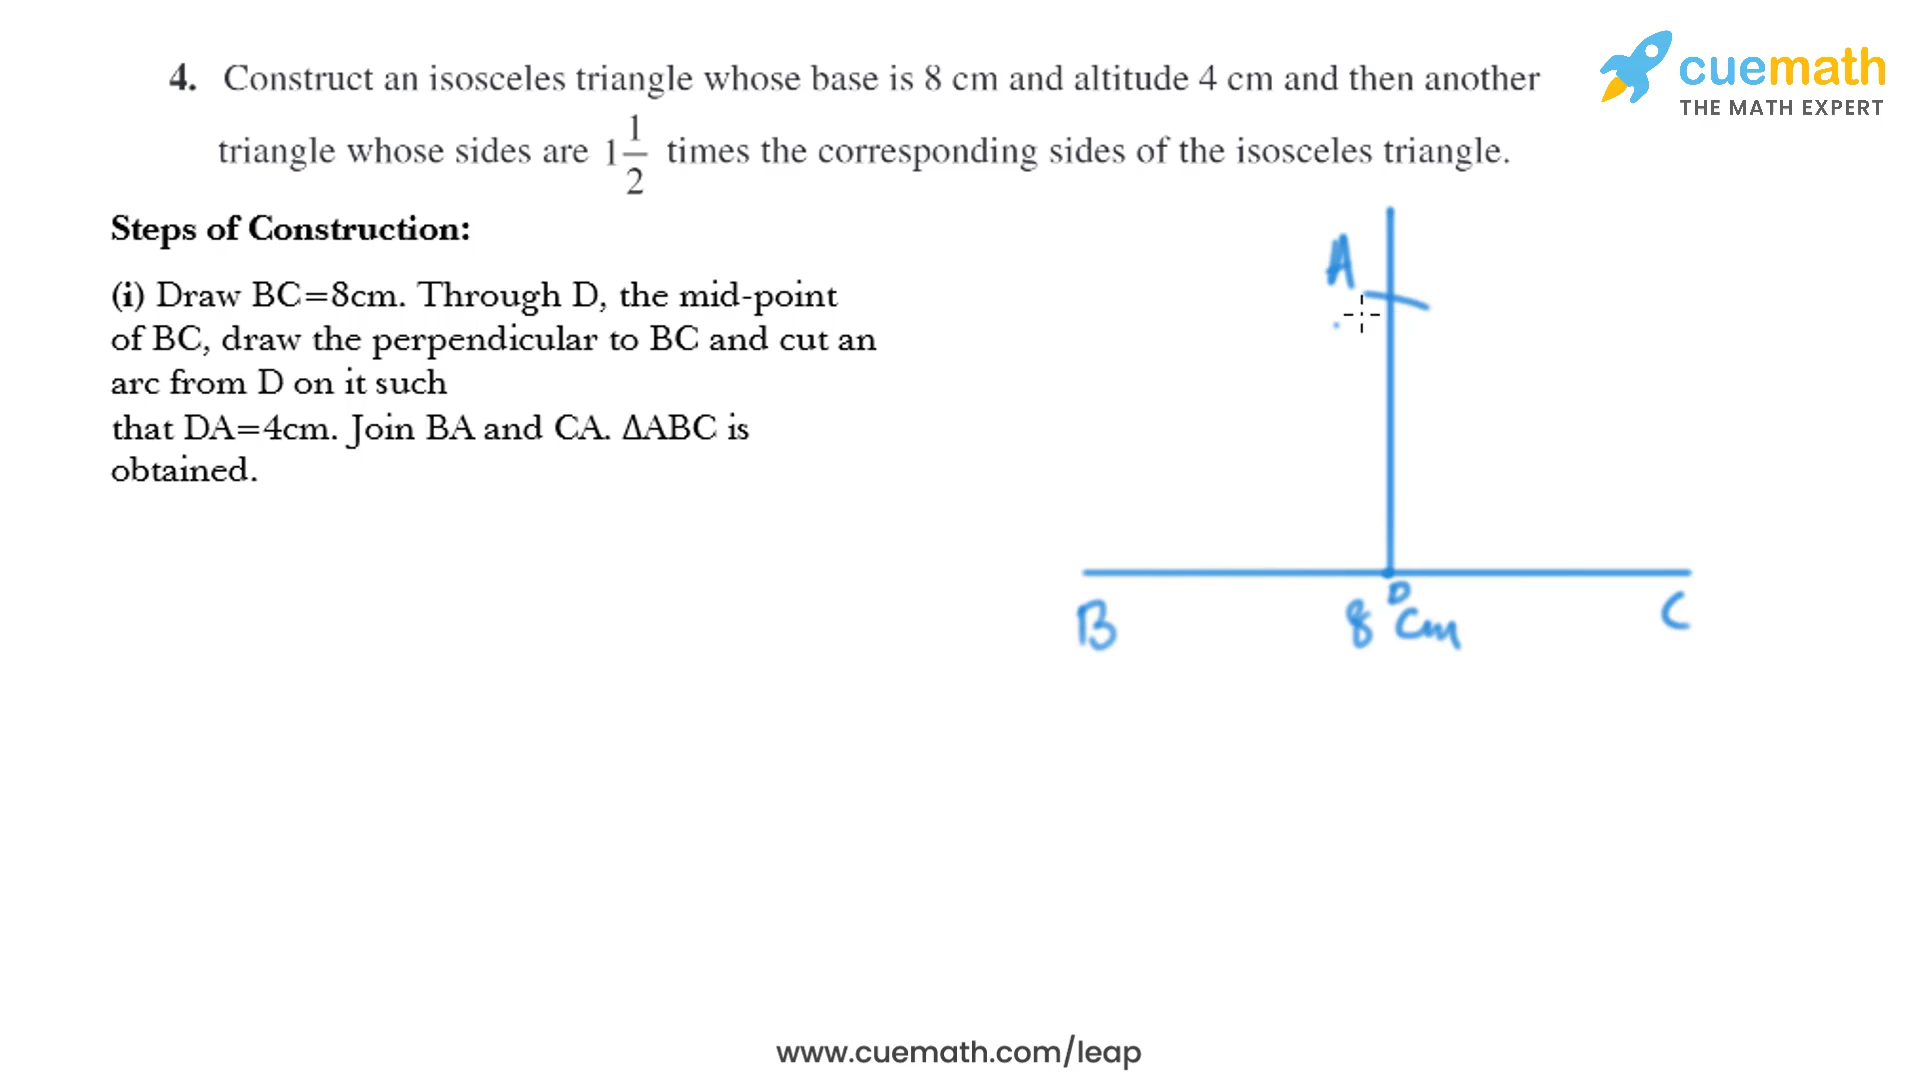 cuemath
THE MATH EXPERT
4. Construct an isosceles triangle whose base is 8 cm and altitude 4 cm and then another
triangle whose sides are 1 1/2 times the corresponding sides of the isosceles triangle.
Steps of Construction:
(i) Draw BC=8cm. Through D, the mid-point
of BC, draw the perpendicular to BC and cut an
arc from D on it such
that DA=4cm. Join BA and CA. ΔABC is
obtained.
A
D
B 8 cm C
www.cuemath.com/leap